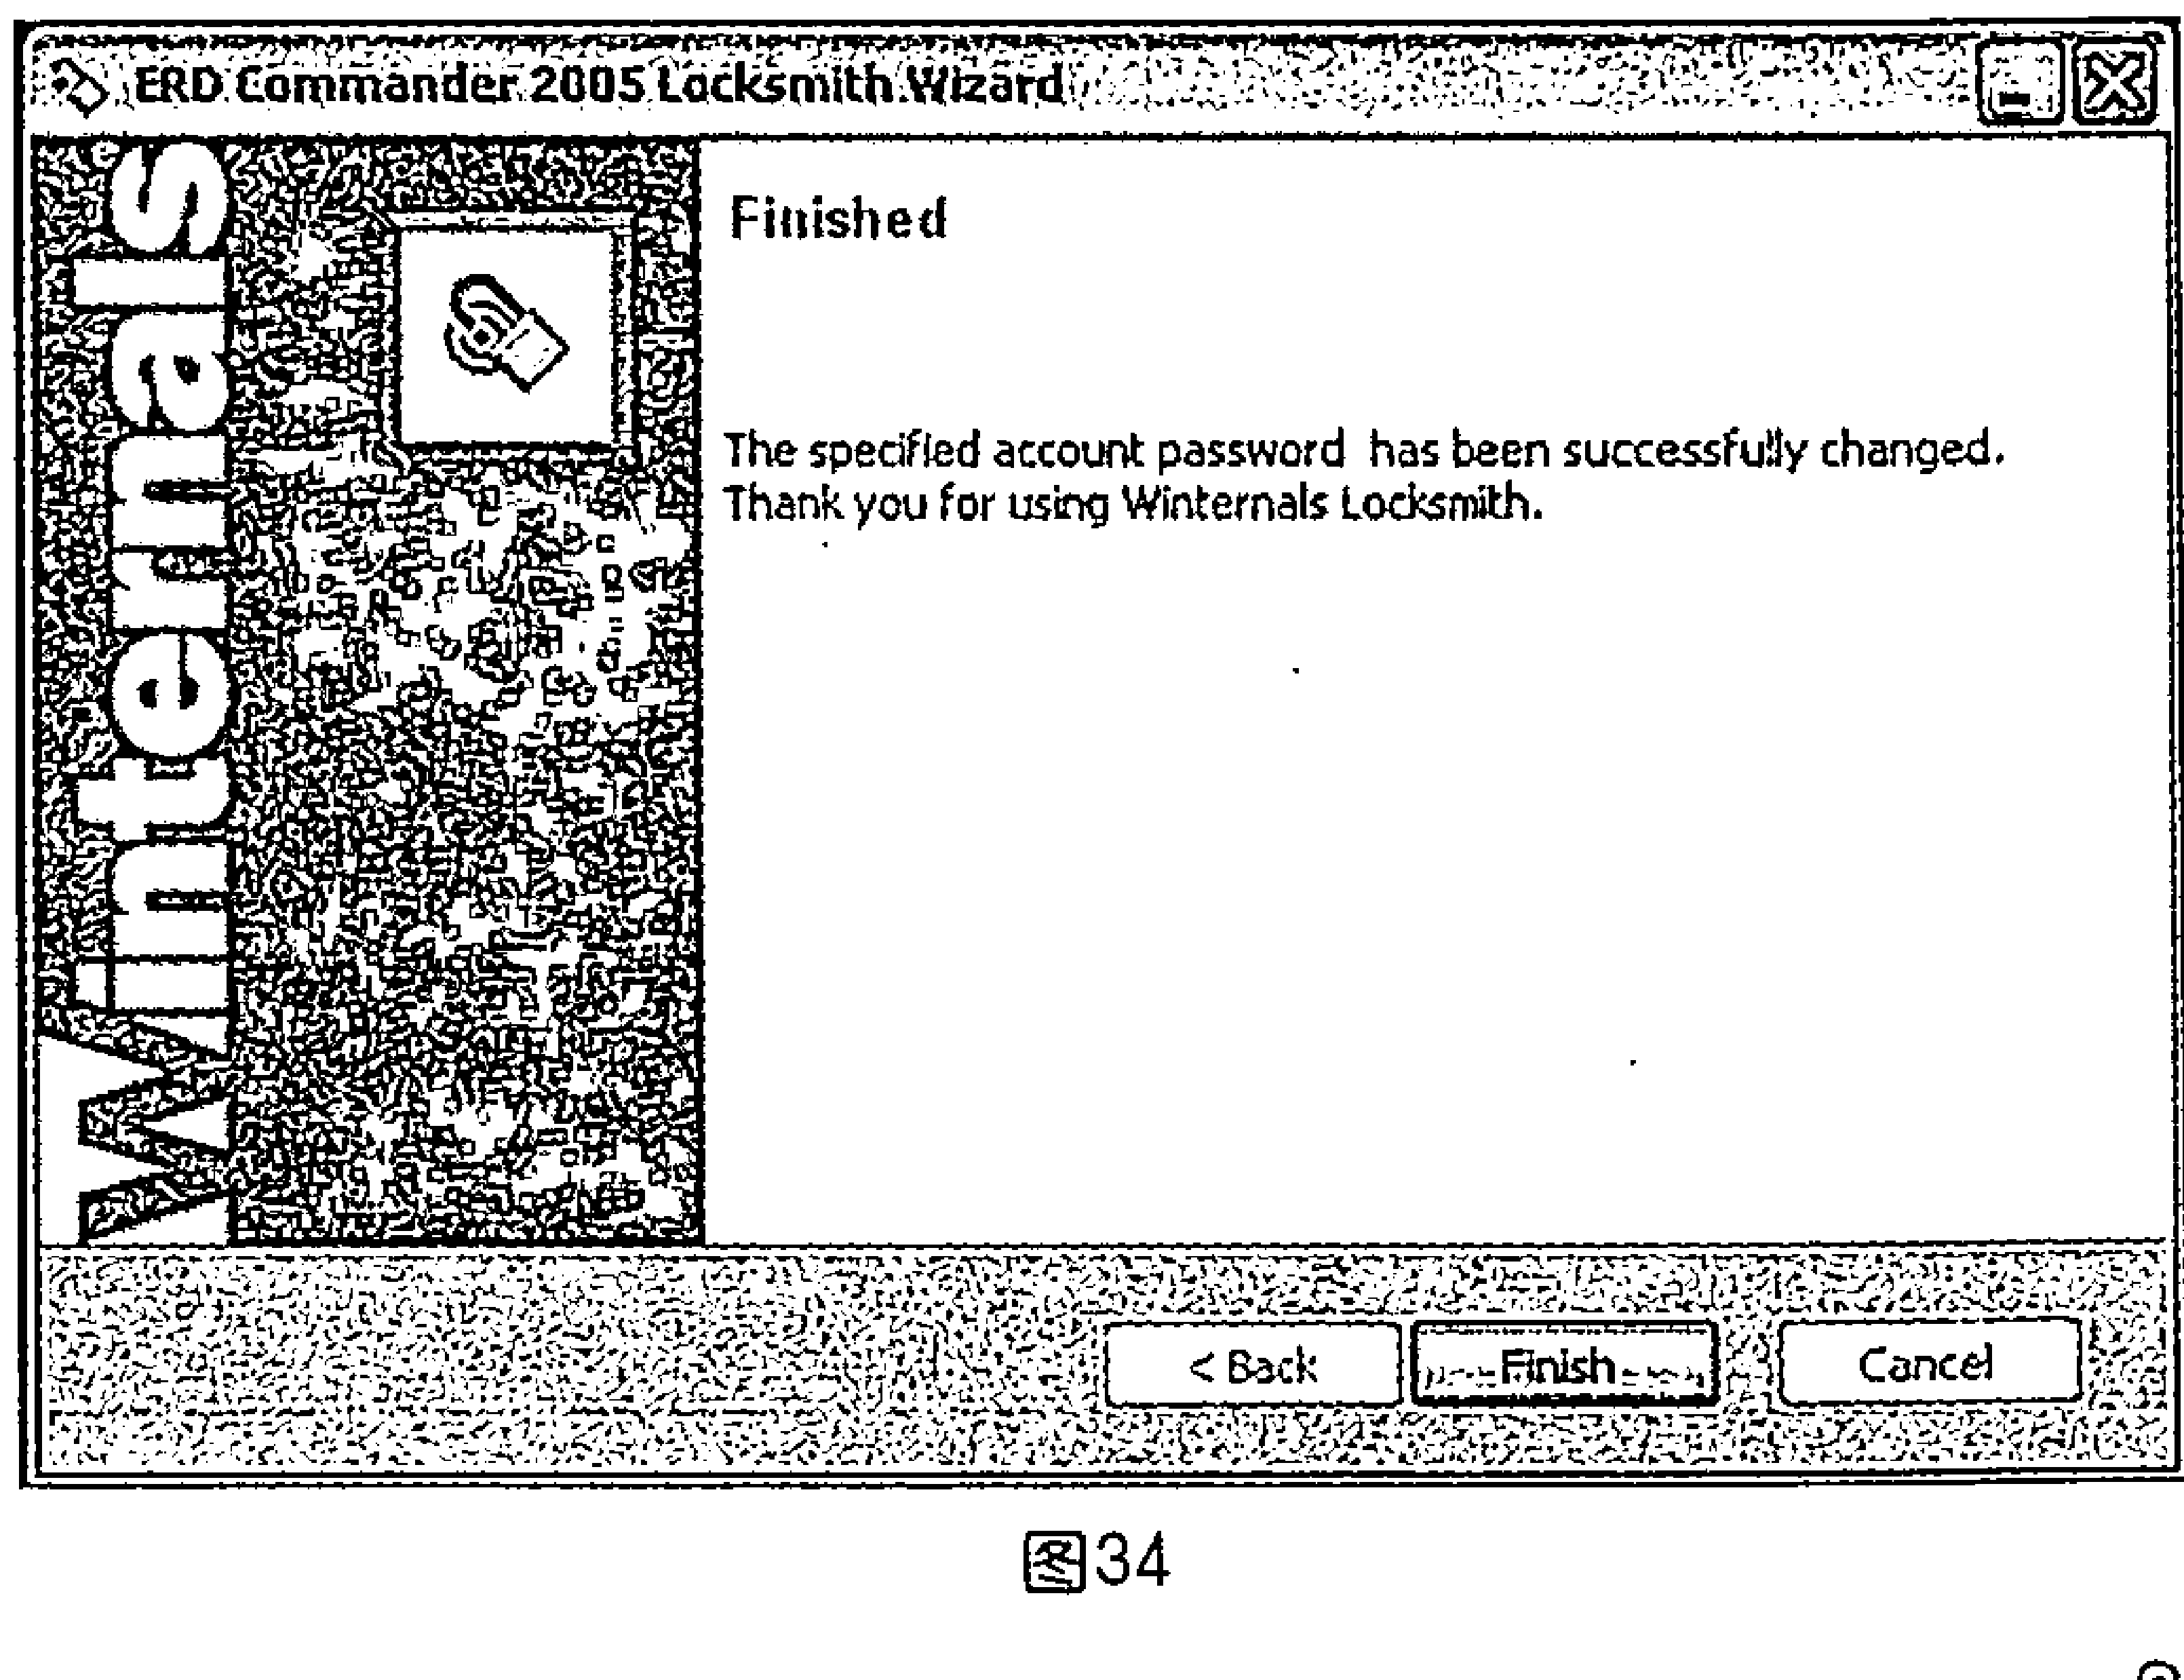 ERD Commander 2005 Locksmith Wizard
Winternals
Finished
The specified account password has been successfully changed.
Thank you for using Winternals Locksmith.
< Back
Finish
Cancel
图34